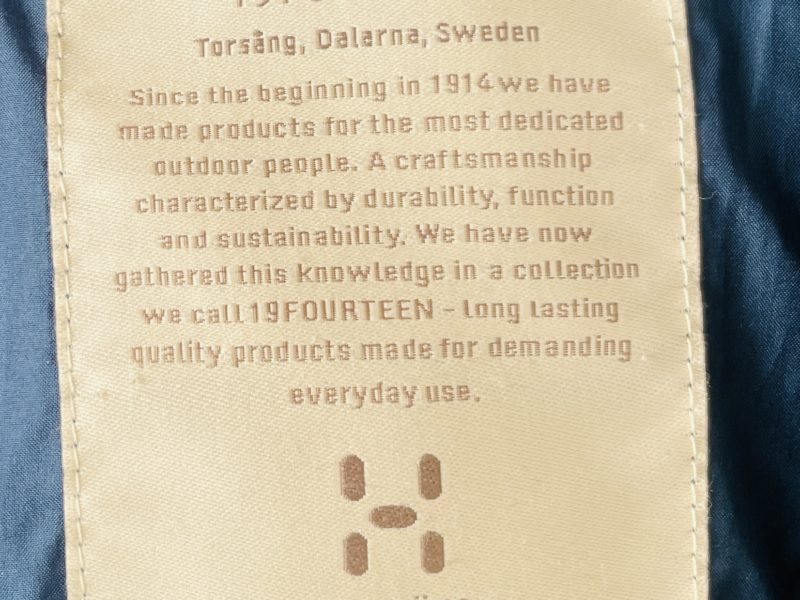 Torsång, Dalarna, Sweden
Since the beginning in 1914 we have
made products for the most dedicated
outdoor people. A craftsmanship
characterized by durability, function
and sustainability. We have now
gathered this knowledge in a collection
we call 19FOURTEEN - long lasting
quality products made for demanding
everyday use.